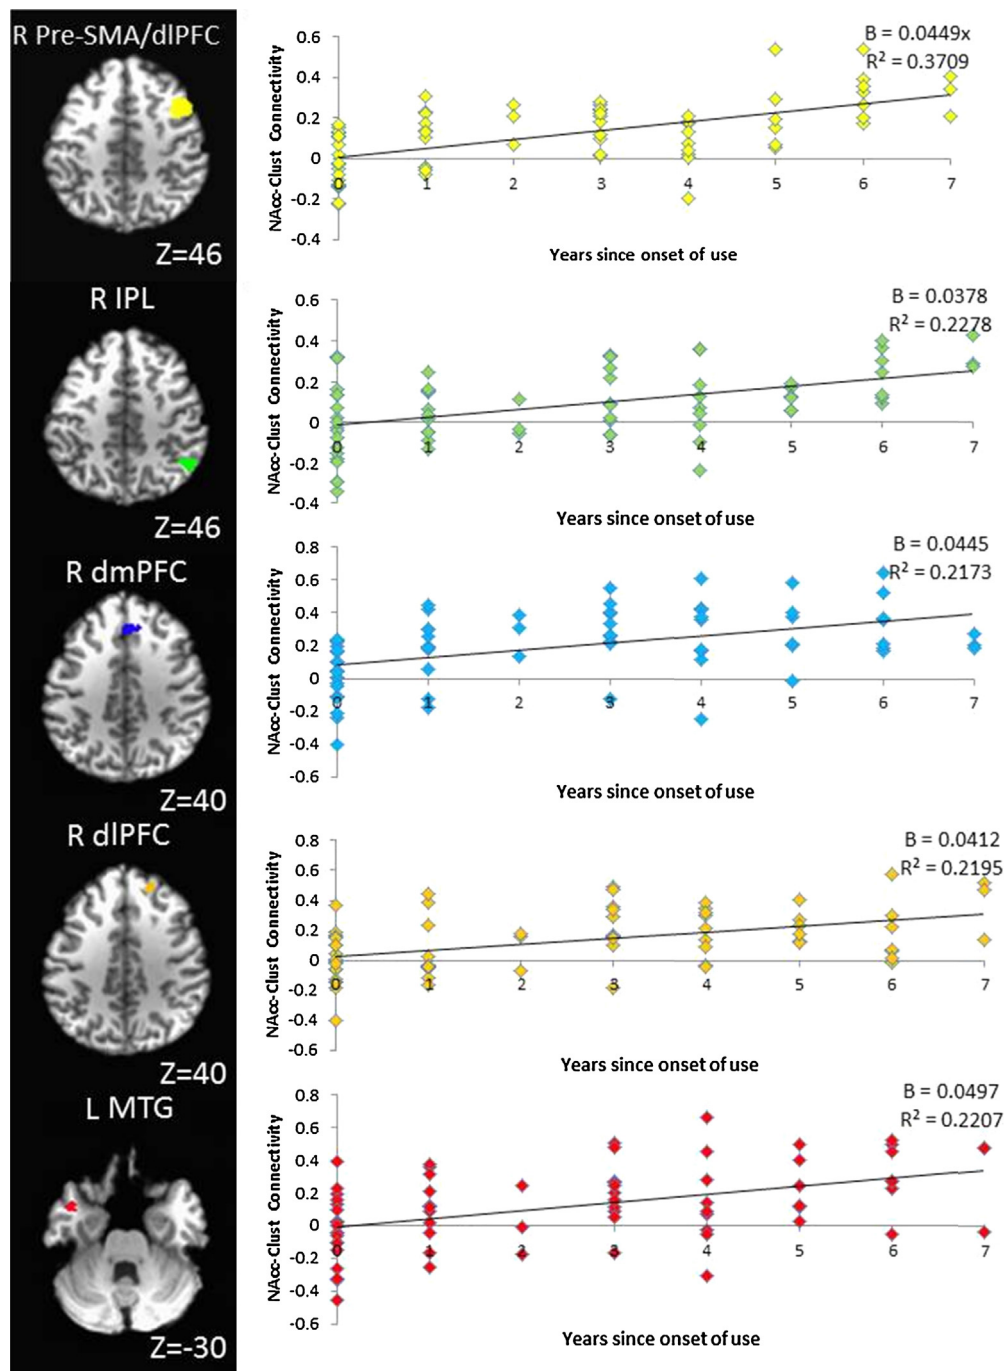 R Pre-SMA/dlPFC
Z=46
NAcc-Clust Connectivity
0.6
0.4
0.2
0
-0.2
-0.4
0 1 2 3 4 5 6 7
B = 0.0449x
R² = 0.3709
Years since onset of use
R IPL
Z=46
NAcc-Clust Connectivity
0.6
0.4
0.2
0
-0.2
-0.4
0 1 2 3 4 5 6 7
B = 0.0378
R² = 0.2278
Years since onset of use
R dmPFC
Z=40
NAcc-Clust Connectivity
0.8
0.6
0.4
0.2
0
-0.2
-0.4
-0.6
0 1 2 3 4 5 6 7
B = 0.0445
R² = 0.2173
Years since onset of use
R dlPFC
Z=40
NAcc-Clust Connectivity
0.8
0.6
0.4
0.2
0
-0.2
-0.4
-0.6
0 1 2 3 4 5 6 7
B = 0.0412
R² = 0.2195
Years since onset of use
L MTG
Z=-30
NAcc-Clust Connectivity
0.8
0.6
0.4
0.2
0
-0.2
-0.4
-0.6
0 1 2 3 4 5 6 7
B = 0.0497
R² = 0.2207
Years since onset of use